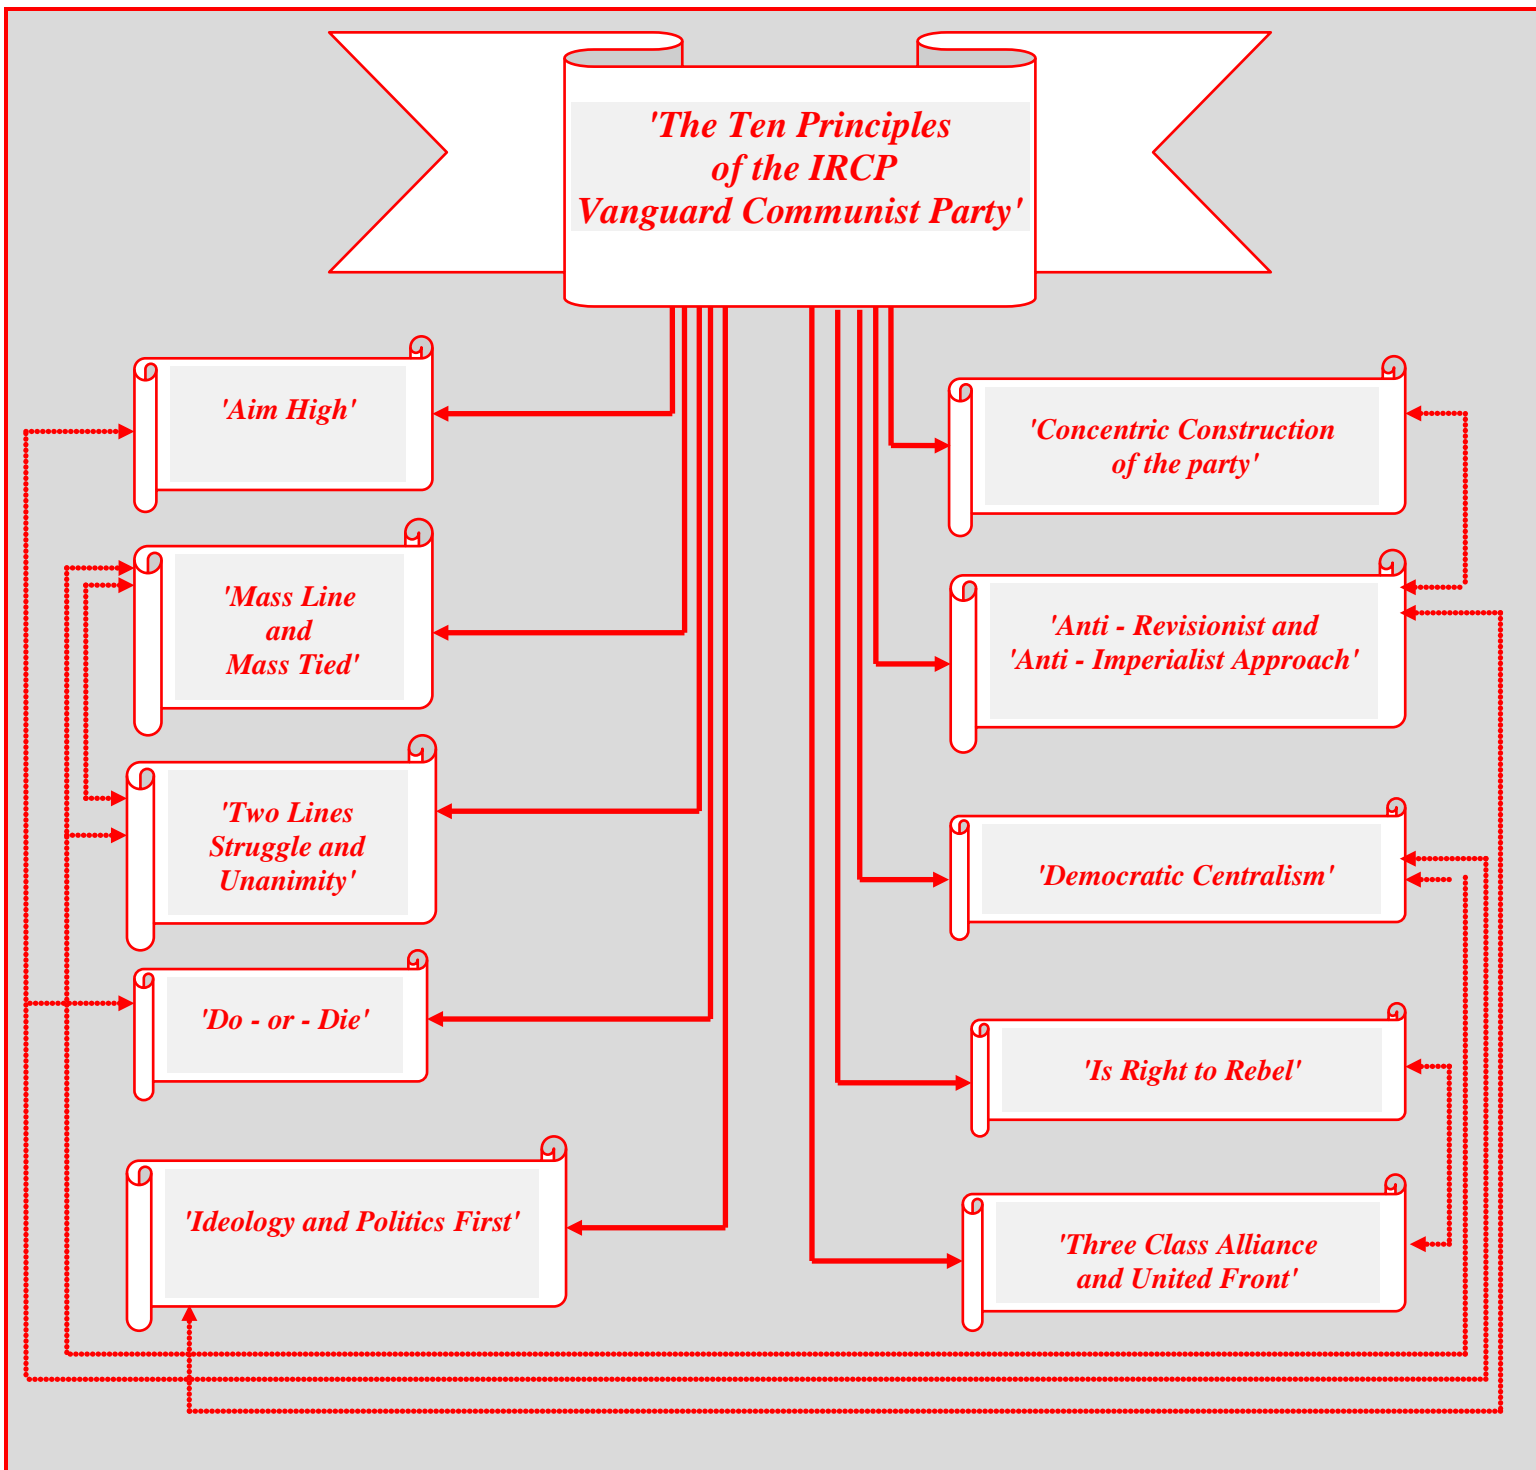 'The Ten Principles
of the IRCP
Vanguard Communist Party'
'Aim High'
'Mass Line
and
Mass Tied'
'Two Lines
Struggle and
Unanimity'
'Do - or - Die'
'Ideology and Politics First'
'Concentric Construction
of the party'
'Anti - Revisionist and
'Anti - Imperialist Approach'
'Democratic Centralism'
'Is Right to Rebel'
'Three Class Alliance
and United Front'